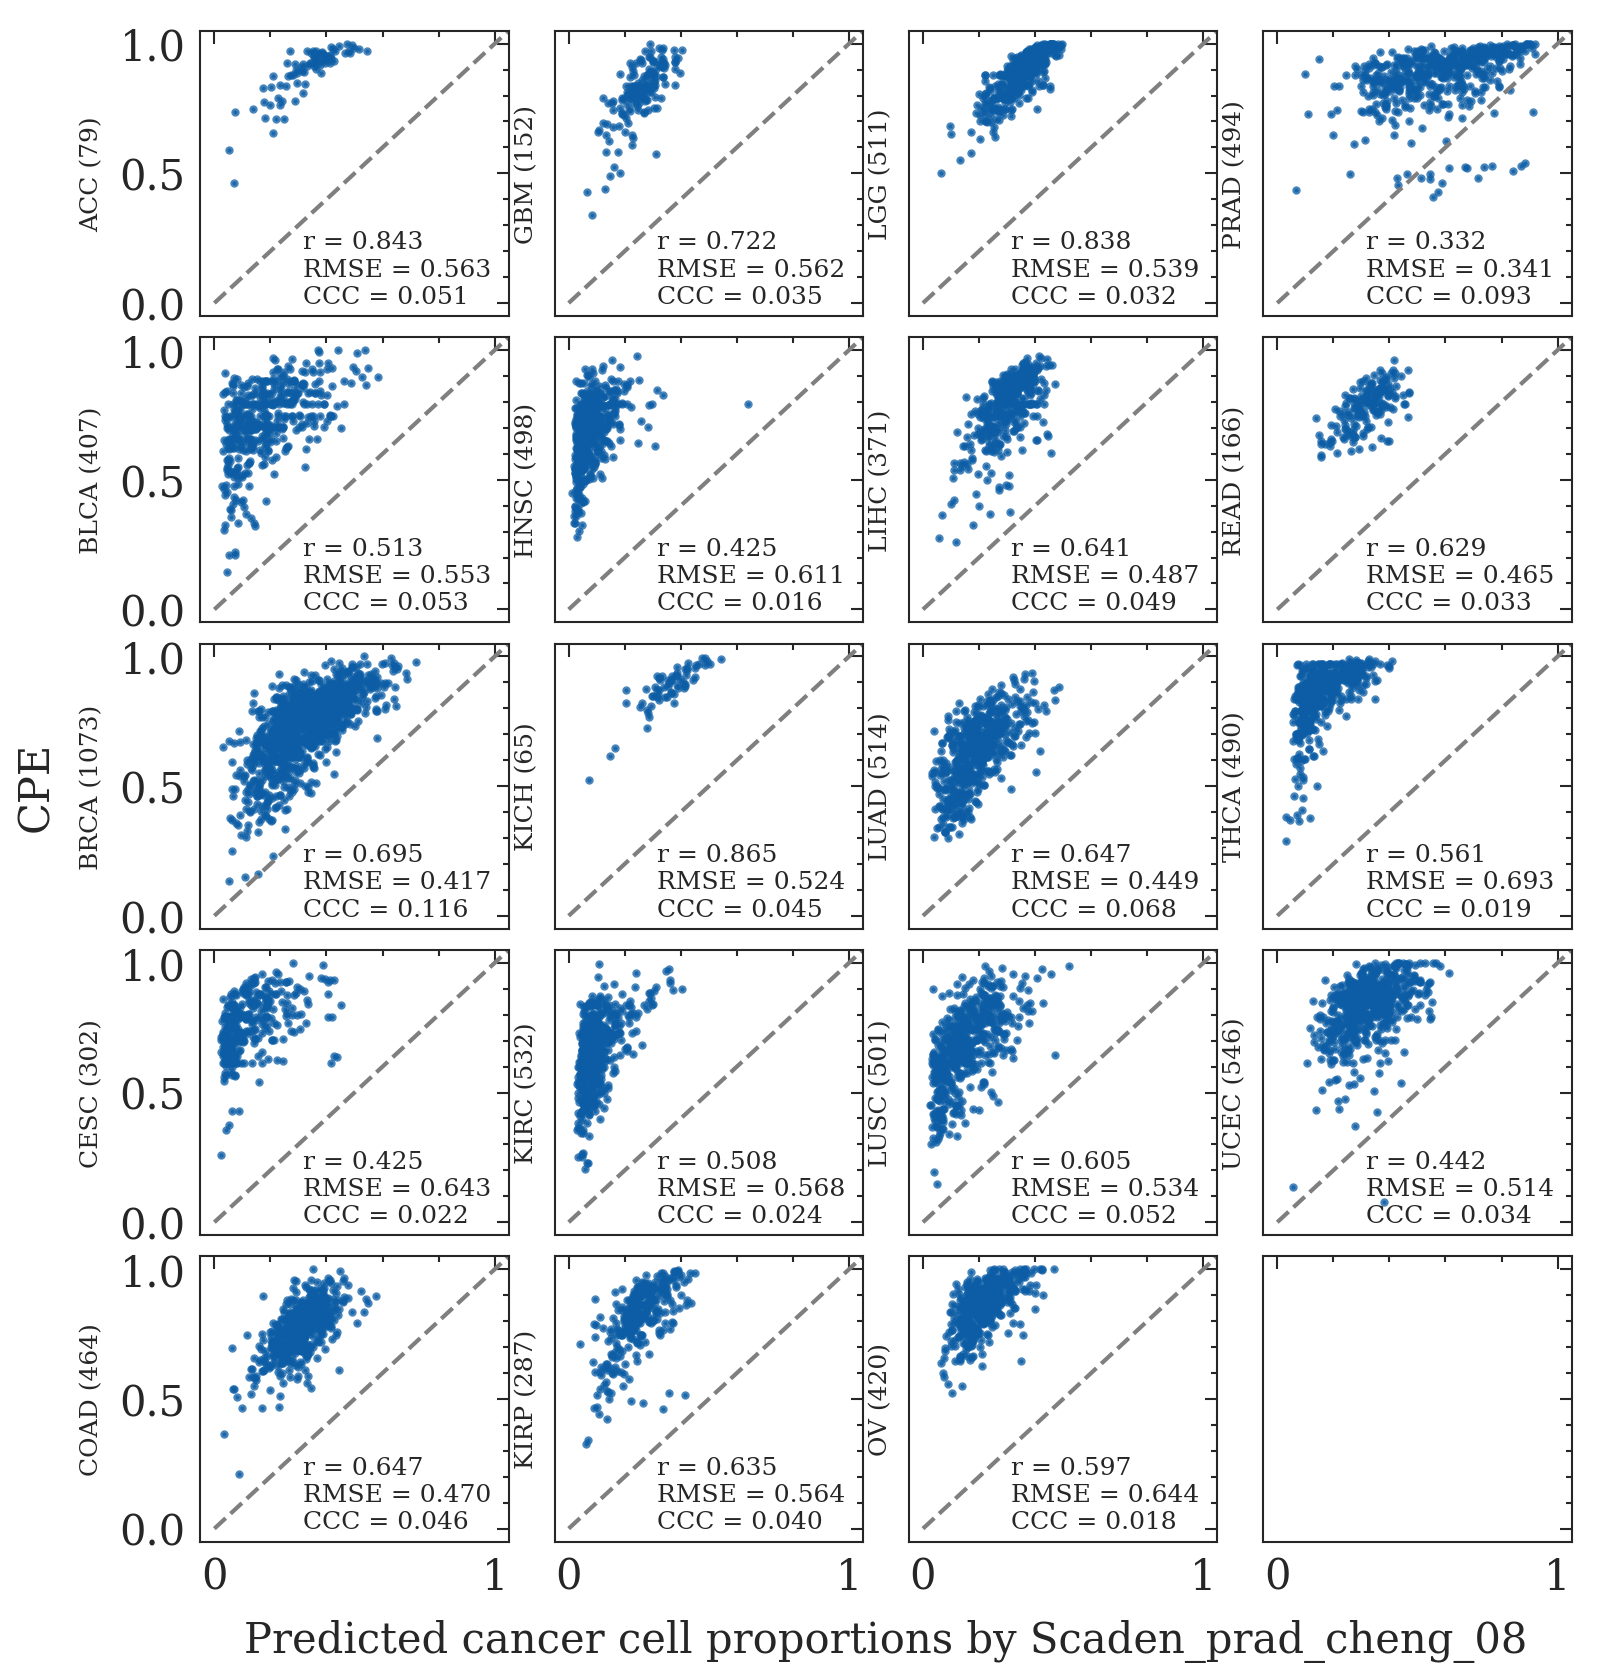 1.0
0.5
0.0
ACC (79)
r = 0.843
RMSE = 0.563
CCC = 0.051
GBM (152)
r = 0.722
RMSE = 0.562
CCC = 0.035
LGG (511)
r = 0.838
RMSE = 0.539
CCC = 0.032
PRAD (494)
r = 0.332
RMSE = 0.341
CCC = 0.093
1.0
0.5
0.0
BLCA (407)
r = 0.513
RMSE = 0.553
CCC = 0.053
HNSC (498)
r = 0.425
RMSE = 0.611
CCC = 0.016
LIHC (371)
r = 0.641
RMSE = 0.487
CCC = 0.049
READ (166)
r = 0.629
RMSE = 0.465
CCC = 0.033
CPE
1.0
0.5
0.0
BRCA (1073)
r = 0.695
RMSE = 0.417
CCC = 0.116
KICH (65)
r = 0.865
RMSE = 0.524
CCC = 0.045
LUAD (514)
r = 0.647
RMSE = 0.449
CCC = 0.068
THCA (490)
r = 0.561
RMSE = 0.693
CCC = 0.019
1.0
0.5
0.0
CESC (302)
r = 0.425
RMSE = 0.643
CCC = 0.022
KIRC (532)
r = 0.508
RMSE = 0.568
CCC = 0.024
LUSC (501)
r = 0.605
RMSE = 0.534
CCC = 0.052
UCEC (546)
r = 0.442
RMSE = 0.514
CCC = 0.034
1.0
0.5
0.0
COAD (464)
r = 0.647
RMSE = 0.470
CCC = 0.046
KIRP (287)
r = 0.635
RMSE = 0.564
CCC = 0.040
OV (420)
r = 0.597
RMSE = 0.644
CCC = 0.018
0 1 0 1 0 1 0 1
Predicted cancer cell proportions by Scaden_prad_cheng_08